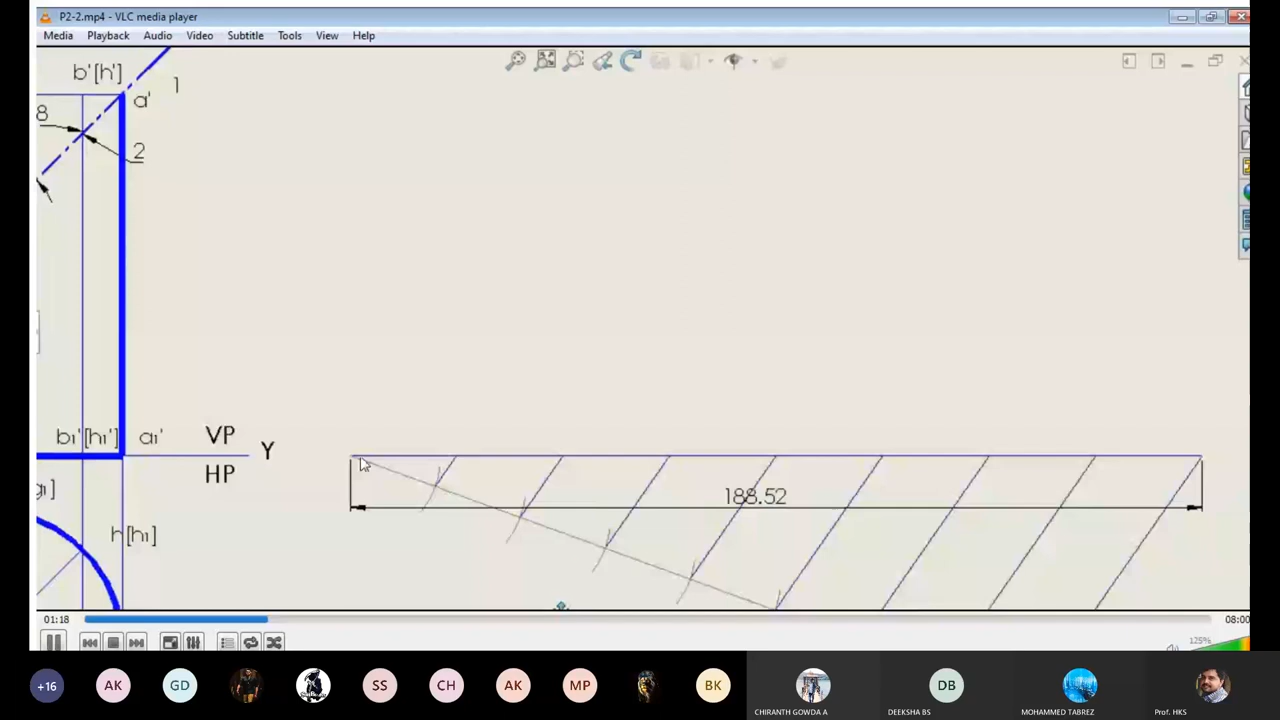 P2-2.mp4 - VLC media player
Media Playback Audio Video Subtitle Tools View Help
b'[h']
1
a'
8
2
b1'[h1'] a1' VP
Y
HP
g1]
188.52
h[h1]
01:18
08:00
125%
+16 AK GD SS CH AK MP BK DB
CHIRANTH GOWDA A DEEKSHA BS MOHAMMED TABREZ Prof. HKS